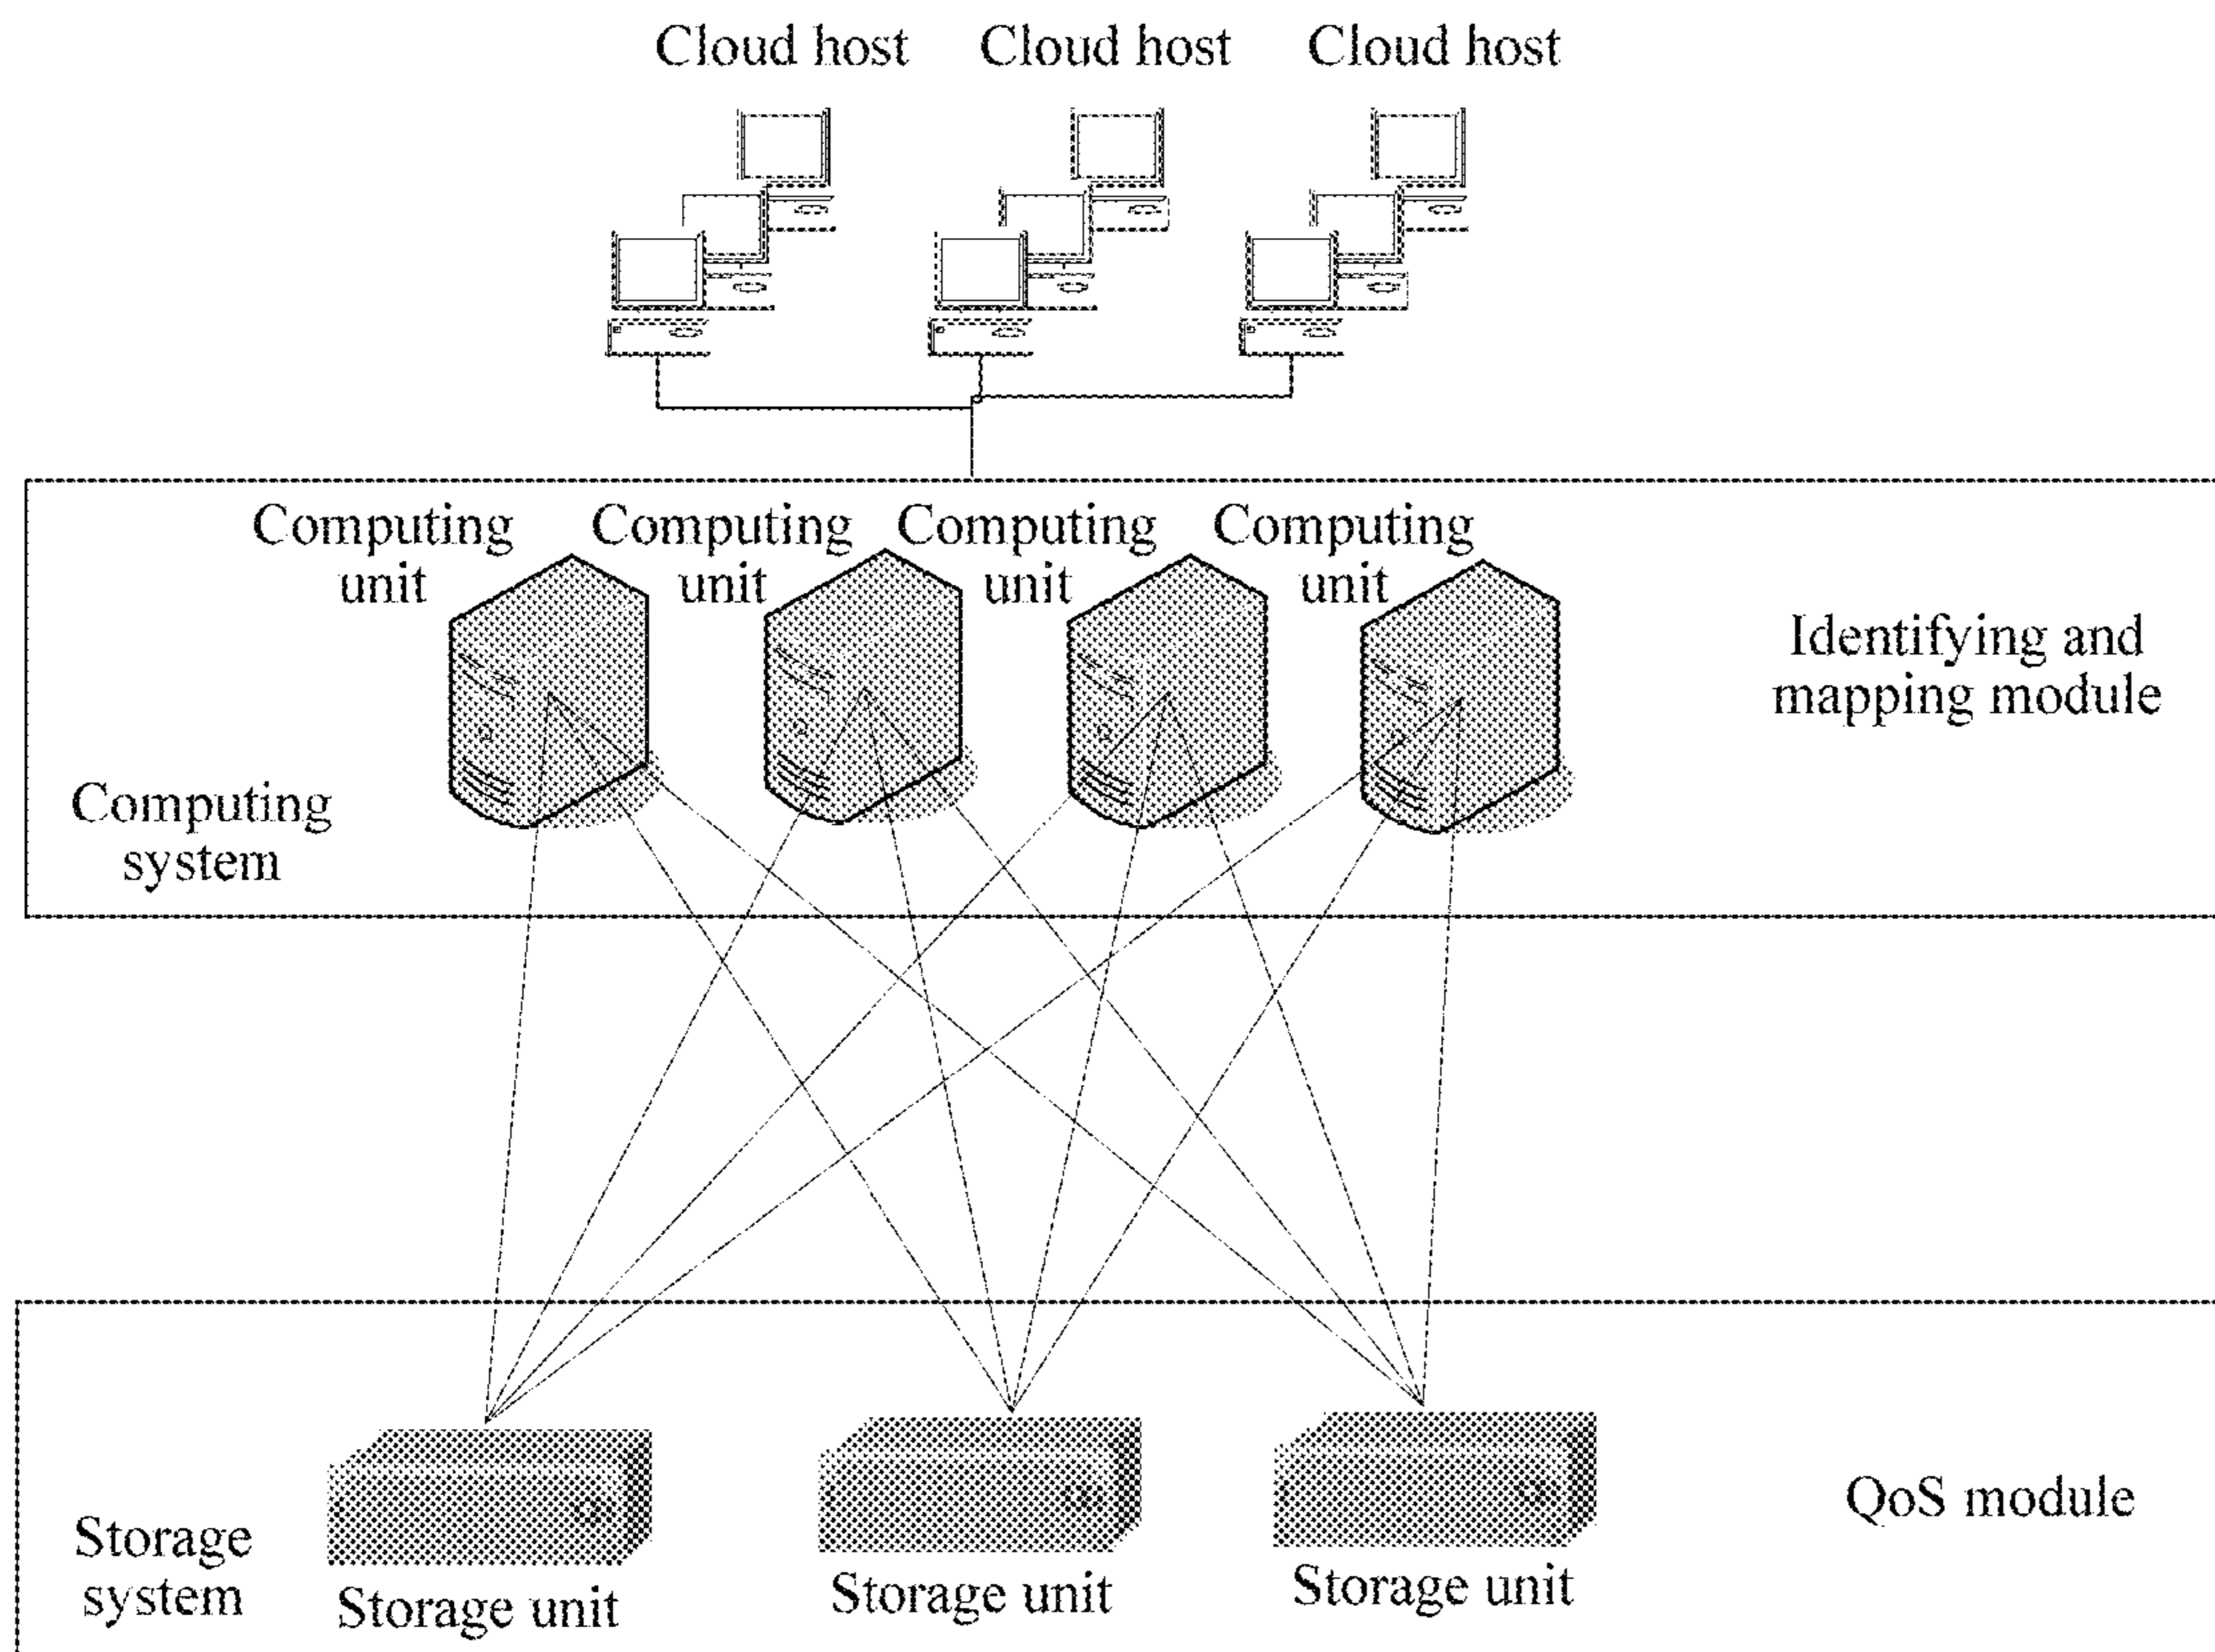 Cloud host Cloud host Cloud host
Computing Computing Computing Computing
unit unit unit unit
Identifying and
mapping module
Computing
system
QoS module
Storage
system
Storage unit Storage unit Storage unit